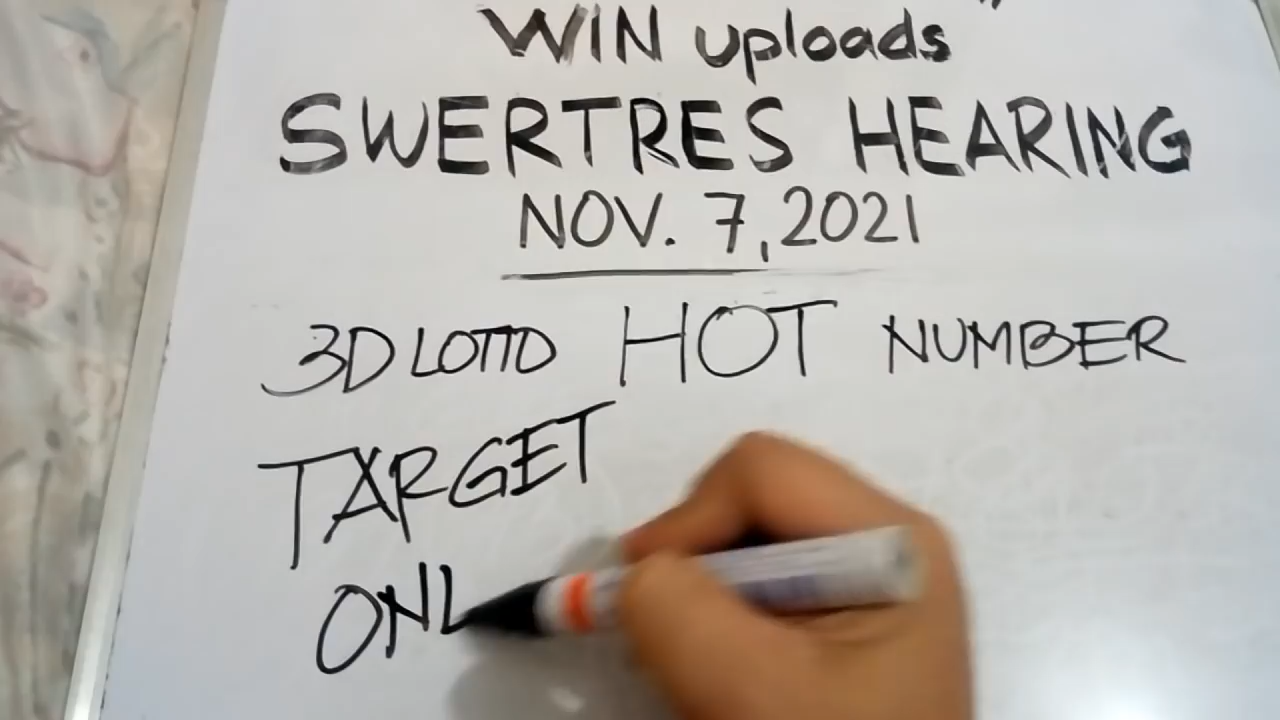 WIN uploads"
SWERTRES HEARING
NOV. 7, 2021
3D LOTTO HOT NUMBER
TARGET
ONL